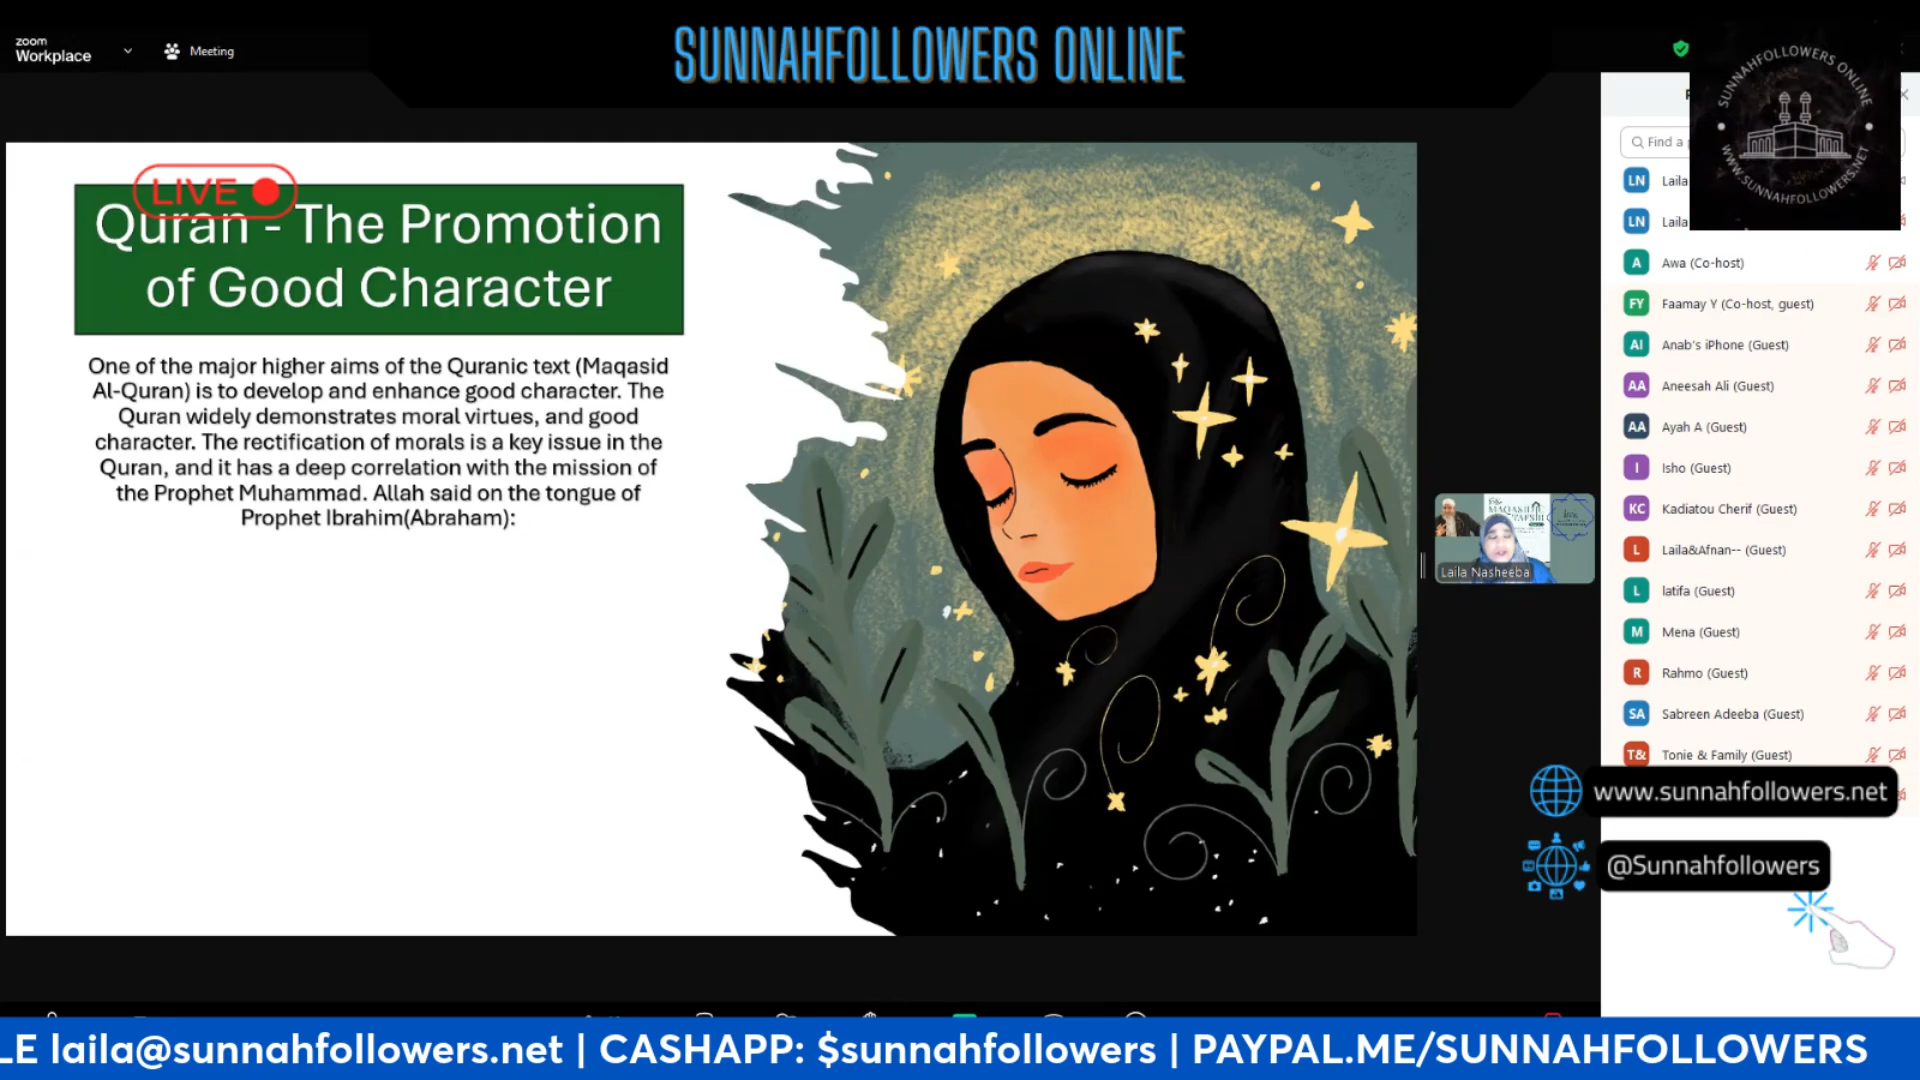 zoom
Workplace
Meeting
SUNNAHFOLLOWERS ONLINE
SUNNAHFOLLOWERS ONLINE
WWW.SUNNAHFOLLOWERS.NET
LIVE
Quran - The Promotion
of Good Character
One of the major higher aims of the Quranic text (Maqasid
Al-Quran) is to develop and enhance good character. The
Quran widely demonstrates moral virtues, and good
character. The rectification of morals is a key issue in the
Quran, and it has a deep correlation with the mission of
the Prophet Muhammad. Allah said on the tongue of
Prophet Ibrahim(Abraham):
MAQASIDIC
TAFSIR
Laila Nasheeba
Find a
LN Laila
LN Laila
A Awa (Co-host)
FY Faamay Y (Co-host, guest)
AI Anab's iPhone (Guest)
AA Aneesah Ali (Guest)
AA Ayah A (Guest)
I Isho (Guest)
KC Kadiatou Cherif (Guest)
L Laila&Afnan-- (Guest)
L latifa (Guest)
M Mena (Guest)
R Rahmo (Guest)
SA Sabreen Adeeba (Guest)
T& Tonie & Family (Guest)
www.sunnahfollowers.net
@Sunnahfollowers
LE laila@sunnahfollowers.net | CASHAPP: $sunnahfollowers | PAYPAL.ME/SUNNAHFOLLOWERS